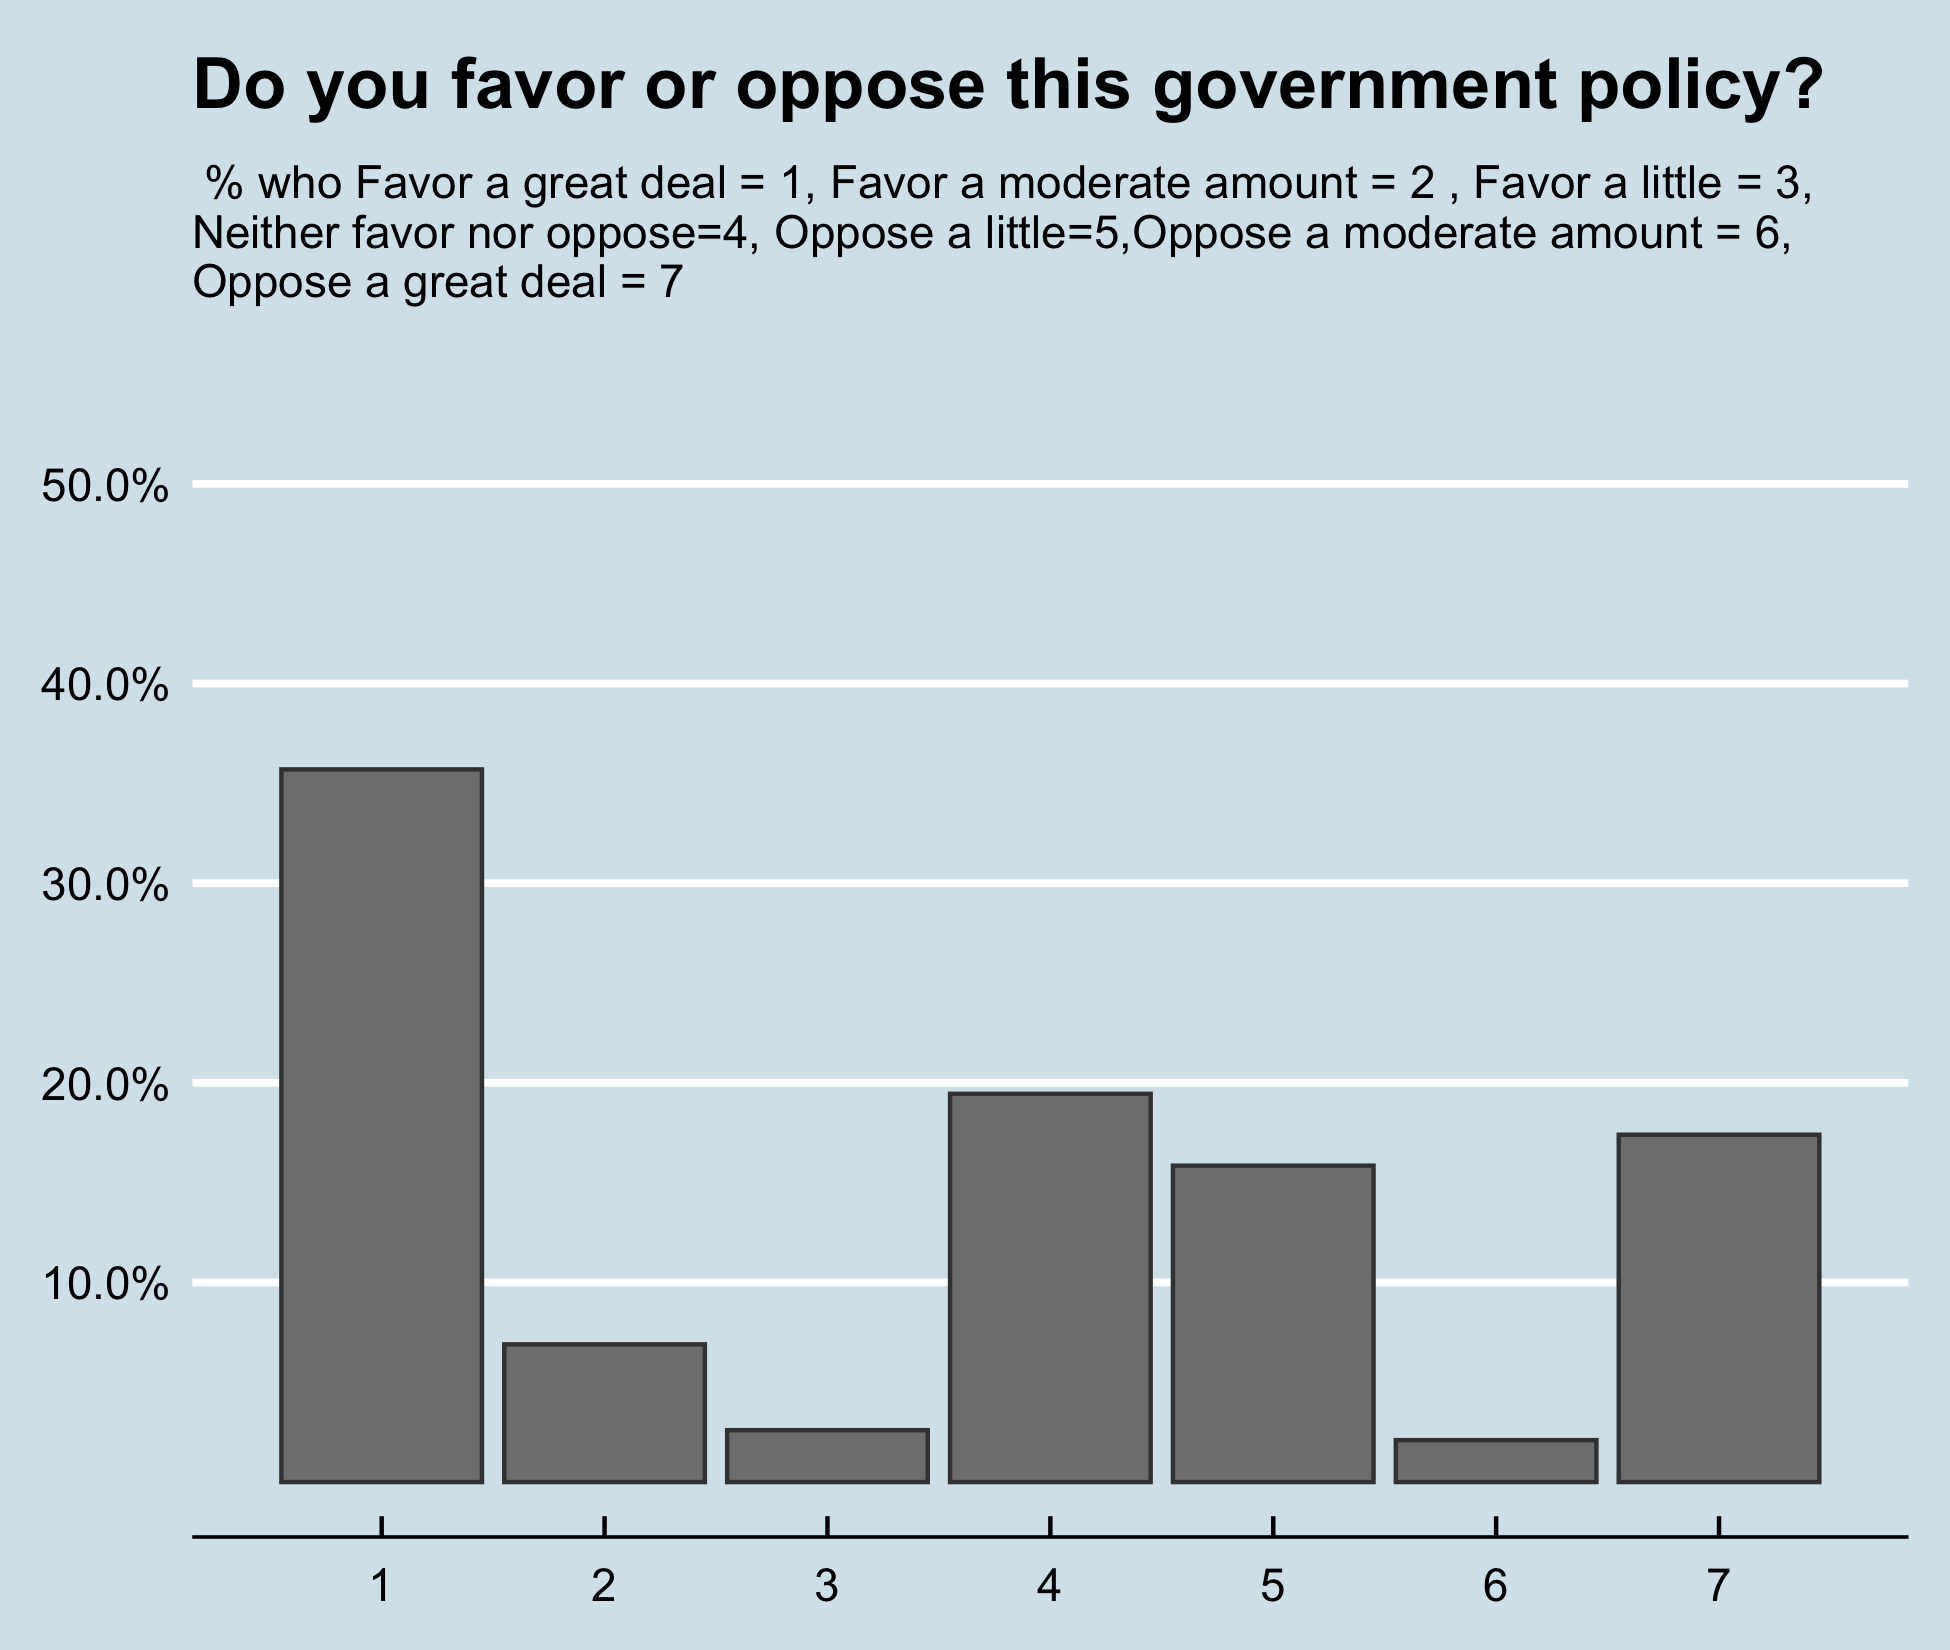 Do you favor or oppose this government policy?
% who Favor a great deal = 1, Favor a moderate amount = 2 , Favor a little = 3,
Neither favor nor oppose=4, Oppose a little=5,Oppose a moderate amount = 6,
Oppose a great deal = 7
50.0%
40.0%
30.0%
20.0%
10.0%
1 2 3 4 5 6 7